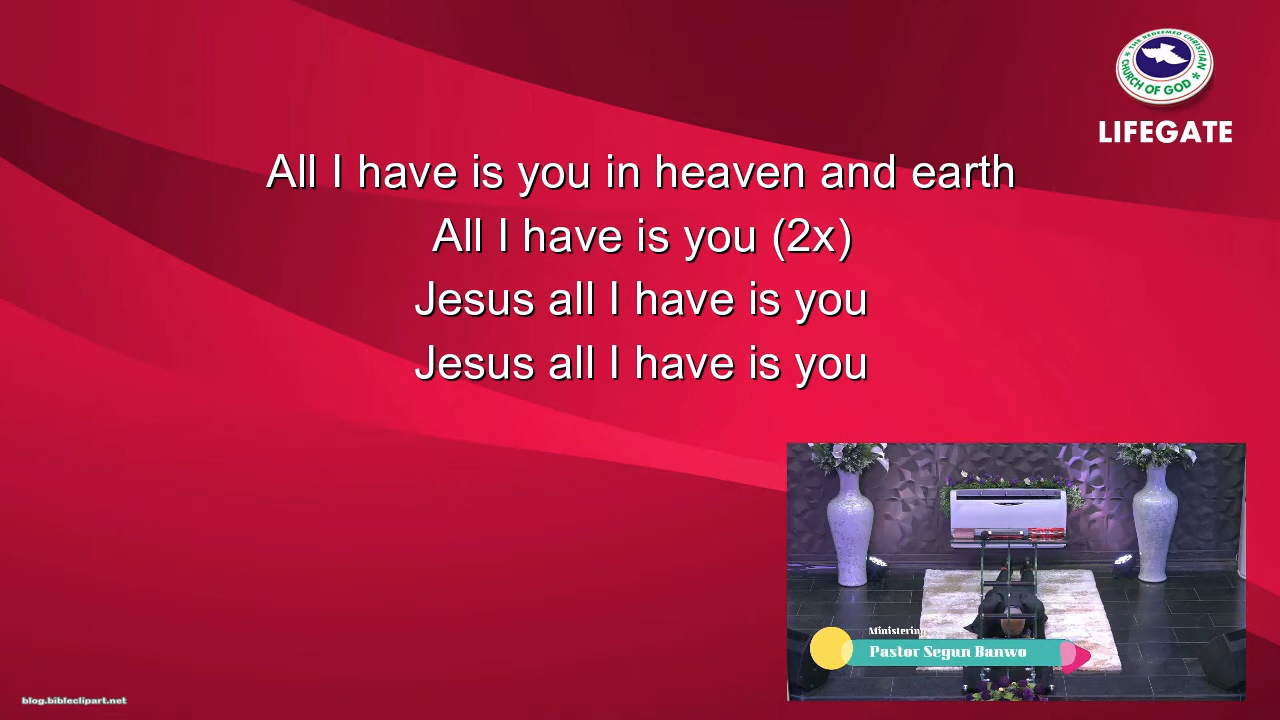 THE REDEEMED CHRISTIAN
CHURCH OF GOD
LIFEGATE
All I have is you in heaven and earth
All I have is you (2x)
Jesus all I have is you
Jesus all I have is you
Ministering
Pastor Segun Banwo
blog.bibleclipart.net